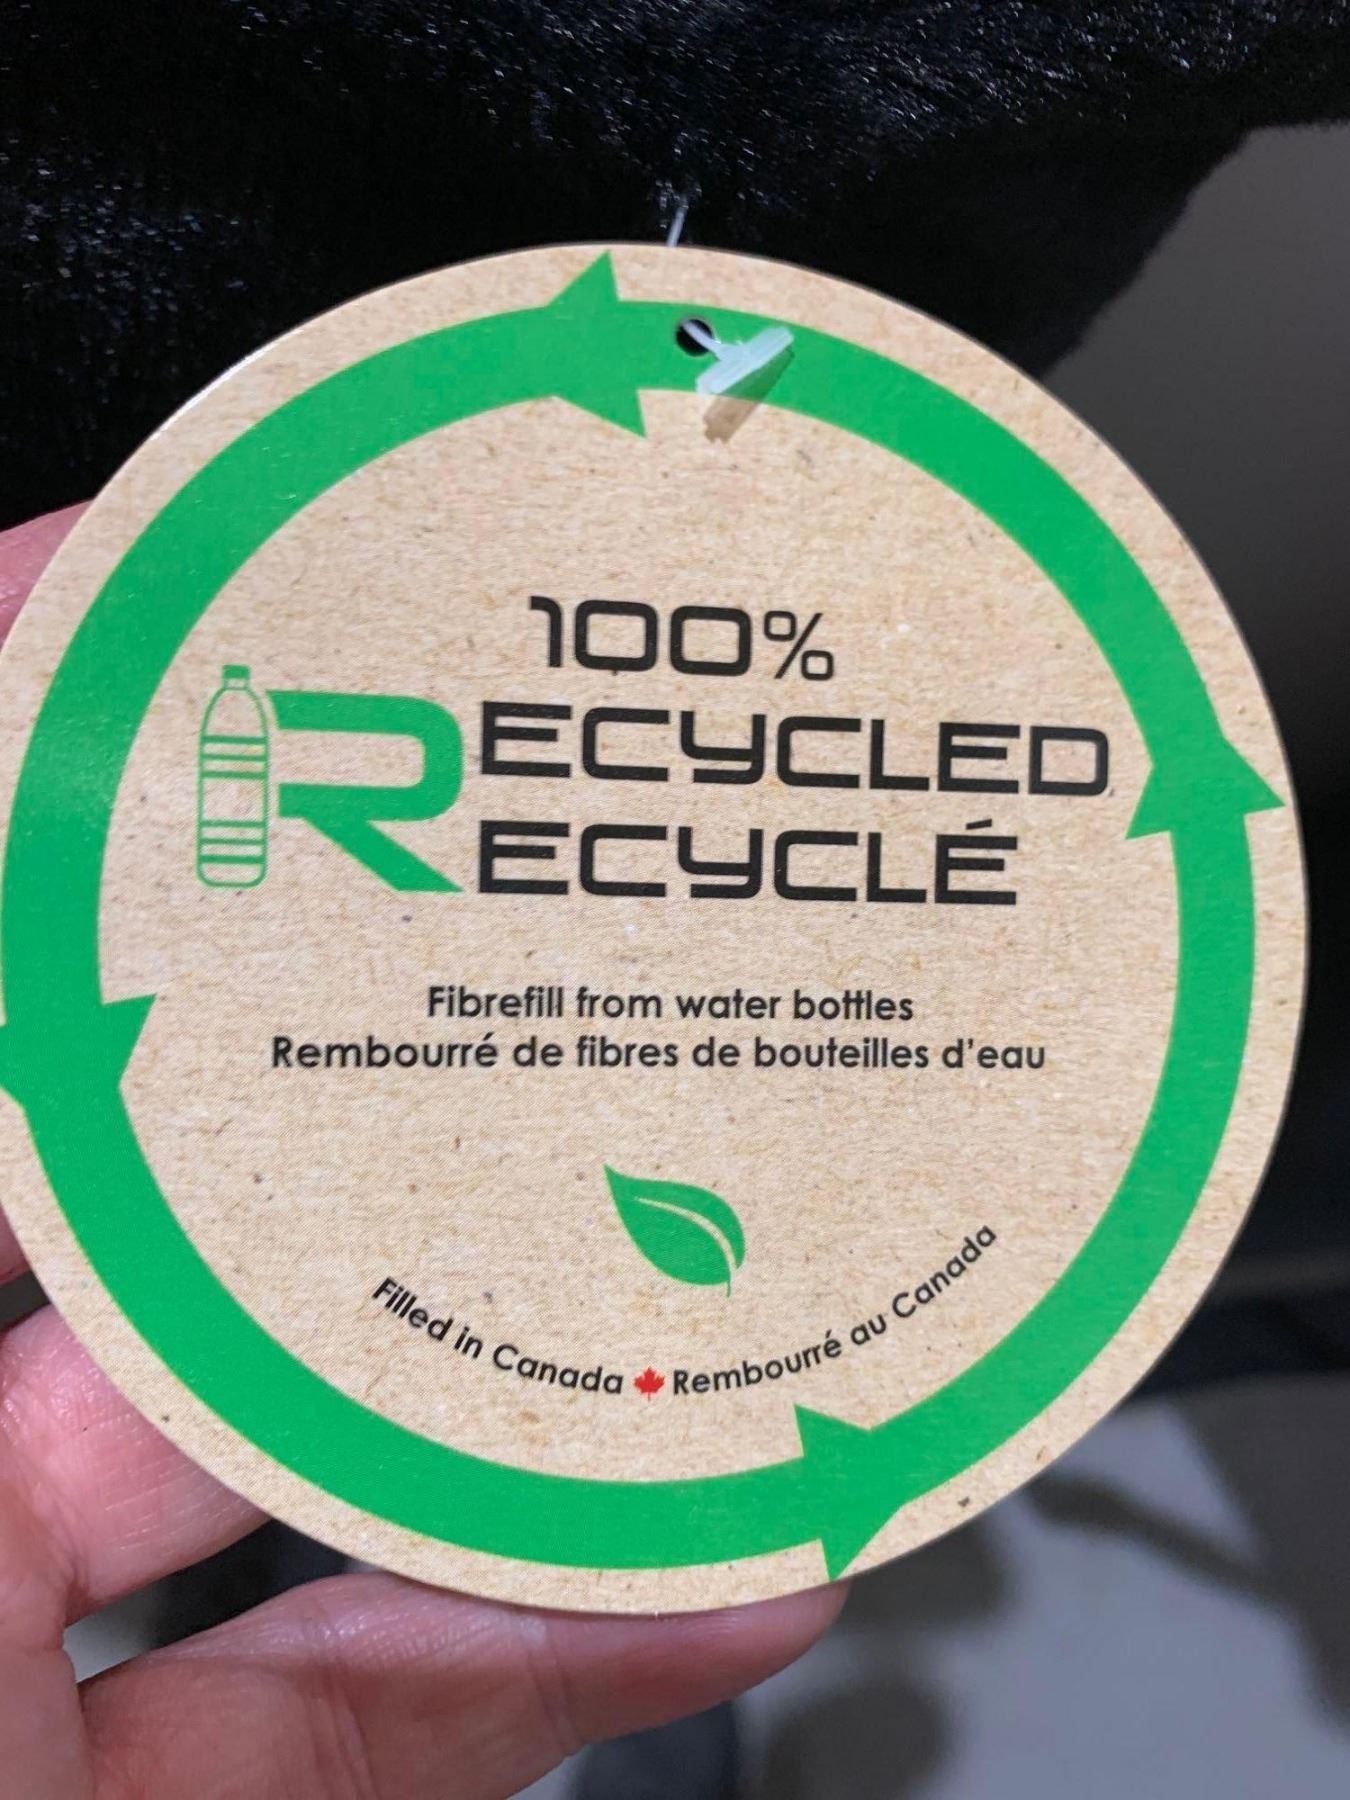 100%
RECYCLED
RECYCLÉ
Fibrefill from water bottles
Rembourré de fibres de bouteilles d'eau
Filled in Canada Rembourré au Canada